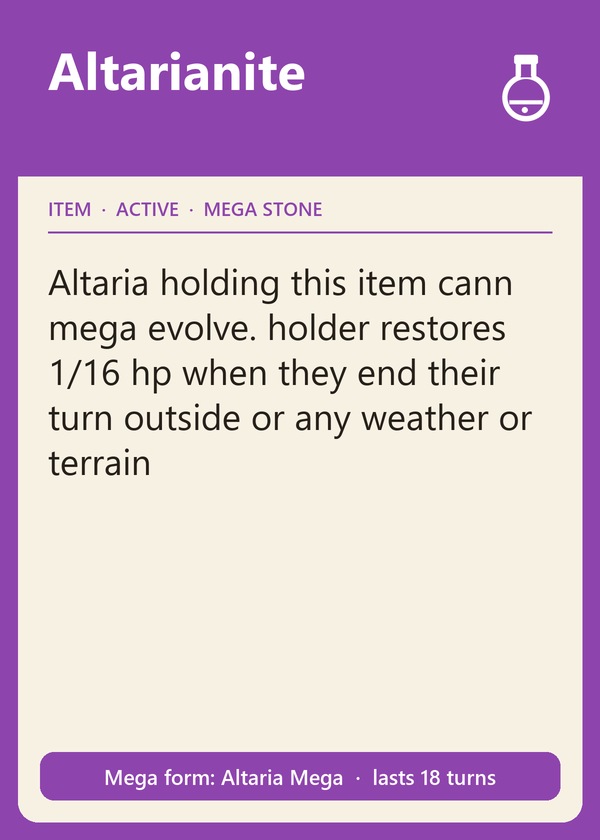 Altarianite
ITEM · ACTIVE · MEGA STONE
Altaria holding this item cann
mega evolve. holder restores
1/16 hp when they end their
turn outside or any weather or
terrain
Mega form: Altaria Mega · lasts 18 turns